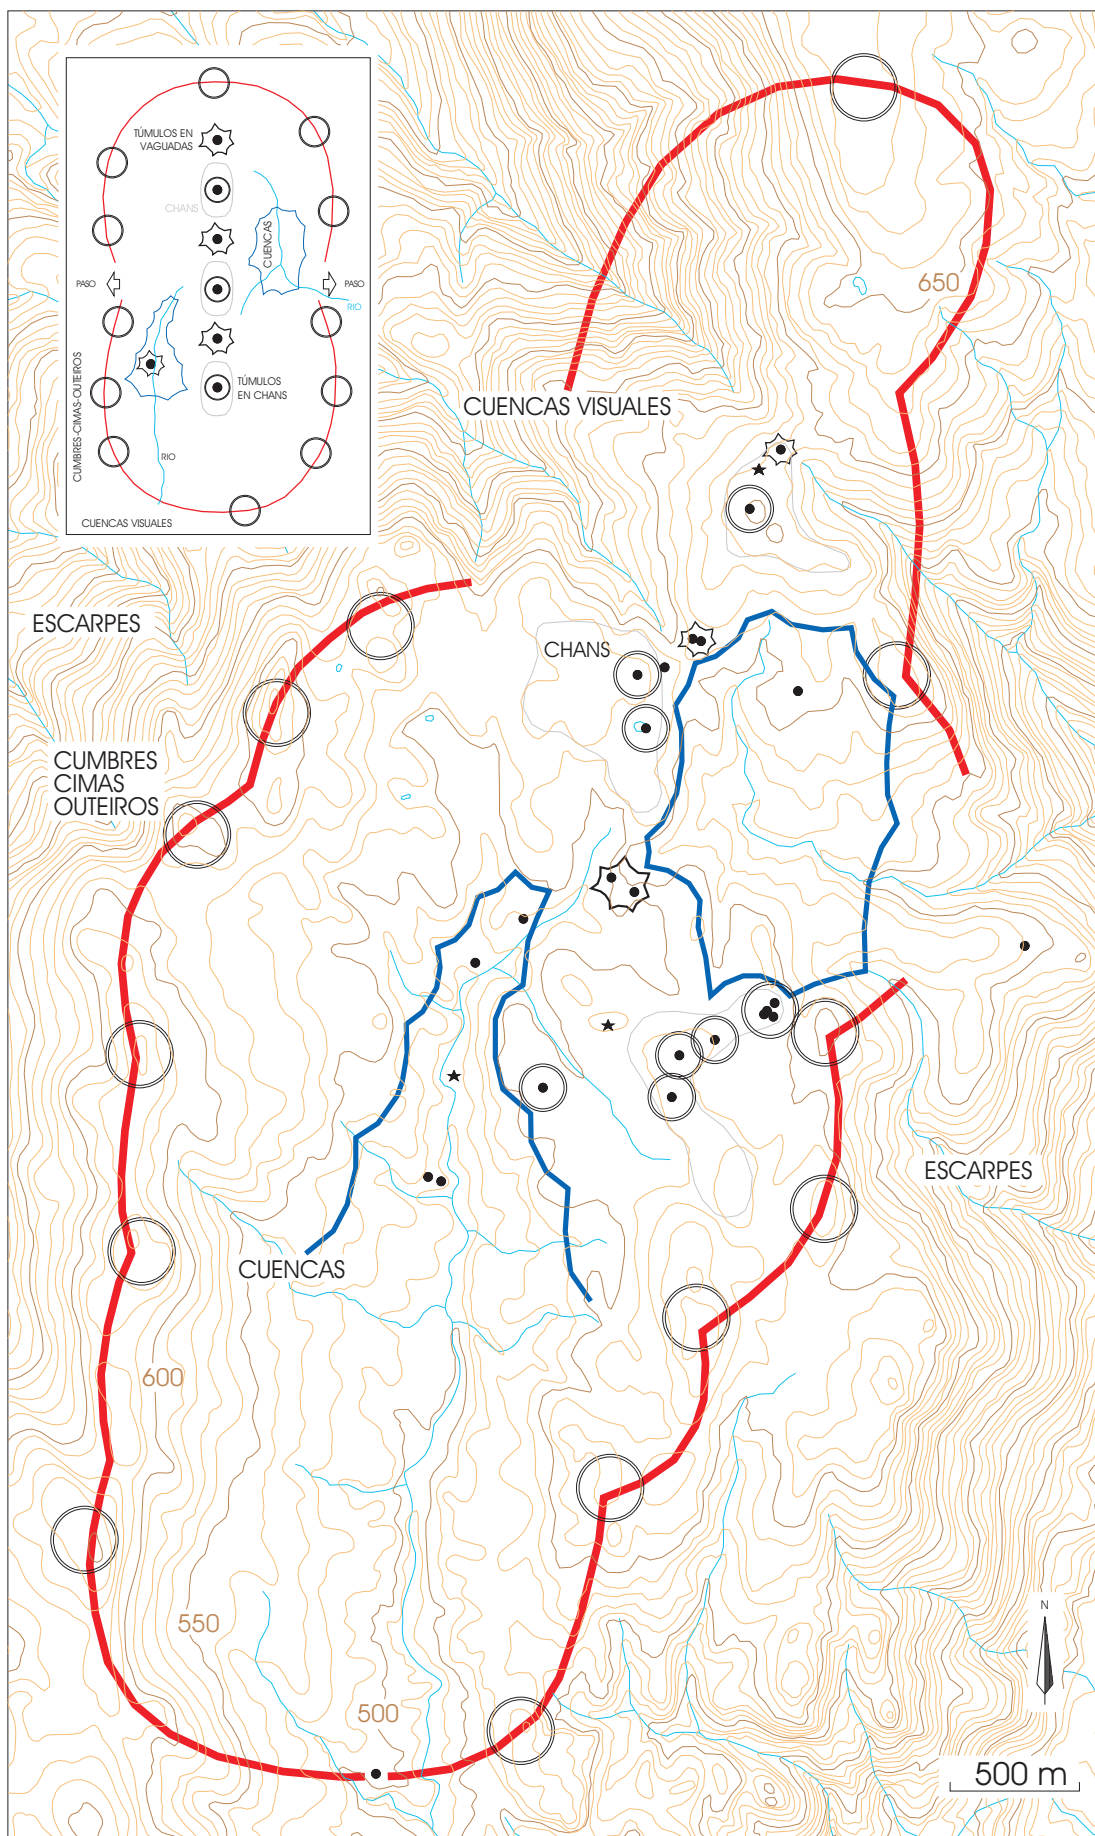 TÚMULOS EN
VAGUADAS
CHANS
CUENCAS
PASO
PASO
RIO
CUMBRES-CIMAS-OUTEIROS
TÚMULOS
EN CHANS
RIO
CUENCAS VISUALES
650
CUENCAS VISUALES
ESCARPES
CHANS
CUMBRES
CIMAS
OUTEIROS
ESCARPES
CUENCAS
600
550
500
N
500 m